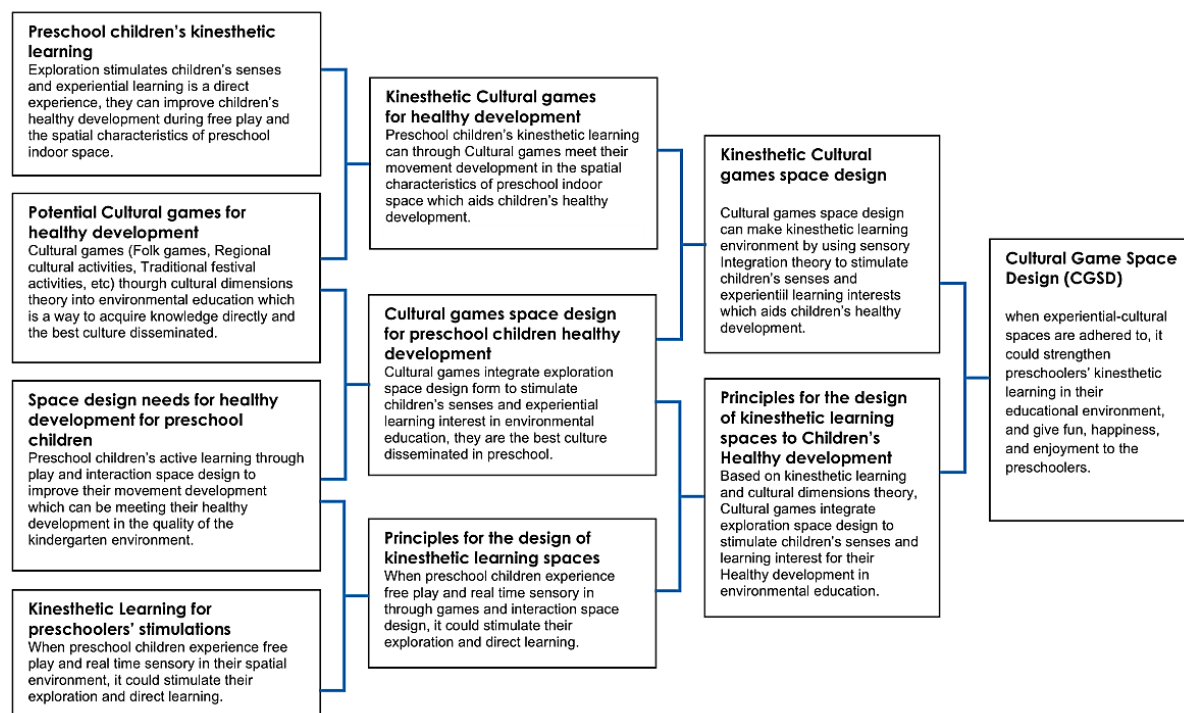 Preschool children's kinesthetic
learning
Exploration stimulates children's senses
and experiential learning is a direct
experience, they can improve children's
healthy development during free play and
the spatial characteristics of preschool
indoor space.
Potential Cultural games for
healthy development
Cultural games (Folk games, Regional
cultural activities, Traditional festival
activities, etc) thourgh cultural dimensions
theory into environmental education which
is a way to acquire knowledge directly and
the best culture disseminated.
Space design needs for healthy
development for preschool
children
Preschool children's active learning through
play and interaction space design to
improve their movement development
which can be meeting their healthy
development in the quality of the
kindergarten environment.
Kinesthetic Learning for
preschoolers' stimulations
When preschool children experience free
play and real time sensory in their spatial
environment, it could stimulate their
exploration and direct learning.
Kinesthetic Cultural games
for healthy development
Preschool children's kinesthetic learning
can through Cultural games meet their
movement development in the spatial
characteristics of preschool indoor
space which aids children's healthy
development.
Cultural games space design
for preschool children healthy
development
Cultural games integrate exploration
space design form to stimulate
children's senses and experiential
learning interest in environmental
education, they are the best culture
disseminated in preschool.
Principles for the design of
kinesthetic learning spaces
When preschool children experience
free play and real time sensory in
through games and interaction space
design, it could stimulate their
exploration and direct learning.
Kinesthetic Cultural
games space design
Cultural games space design
can make kinesthetic learning
environment by using sensory
Integration theory to stimulate
children's senses and
experientiil learning interests
which aids children's healthy
development.
Principles for the design
of kinesthetic learning
spaces to Children's
Healthy development
Based on kinesthetic learning
and cultural dimensions theory,
Cultural games integrate
exploration space design to
stimulate children's senses and
learning interest for their
Healthy development in
environmental education.
Cultural Game Space
Design (CGSD)
when experiential-cultural
spaces are adhered to, it
could strengthen
preschoolers' kinesthetic
learning in their
educational environment,
and give fun, happiness,
and enjoyment to the
preschoolers.